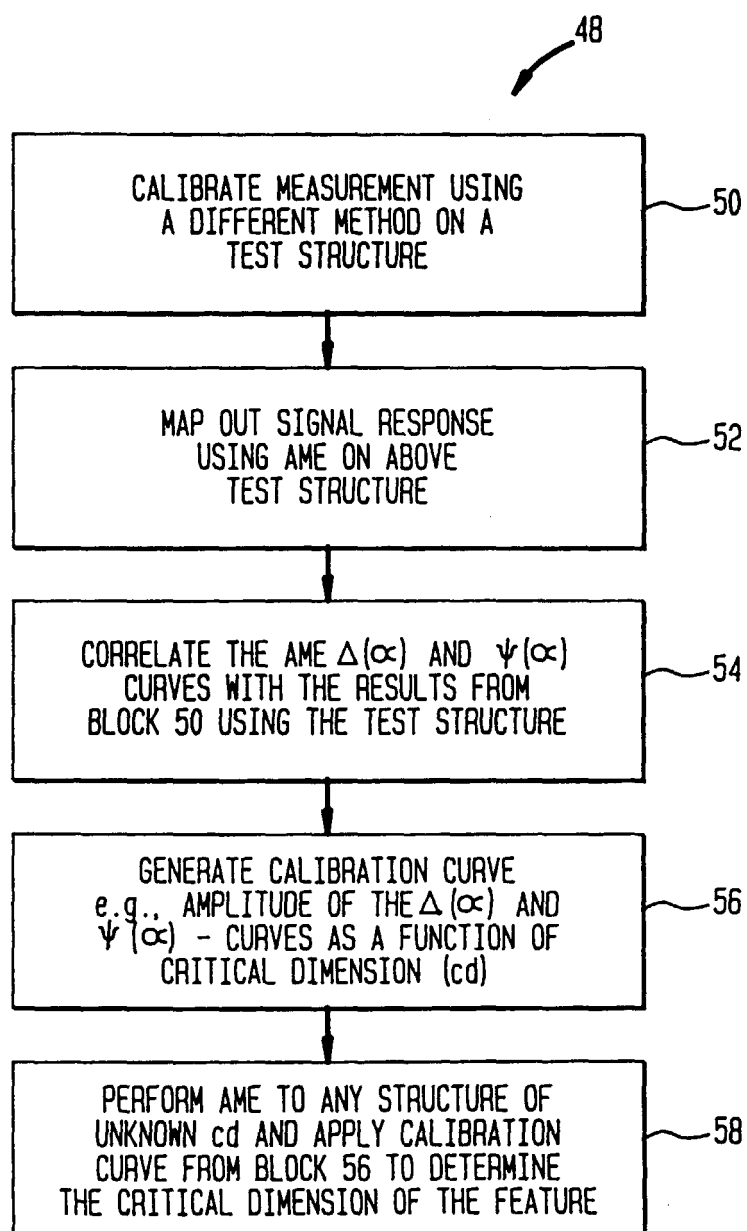 48
CALIBRATE MEASUREMENT USING
A DIFFERENT METHOD ON A
TEST STRUCTURE
50
MAP OUT SIGNAL RESPONSE
USING AME ON ABOVE
TEST STRUCTURE
52
CORRELATE THE AME Δ(∝) AND ψ(∝)
CURVES WITH THE RESULTS FROM
BLOCK 50 USING THE TEST STRUCTURE
54
GENERATE CALIBRATION CURVE
e.g., AMPLITUDE OF THE Δ(∝) AND
ψ(∝) - CURVES AS A FUNCTION OF
CRITICAL DIMENSION (cd)
56
PERFORM AME TO ANY STRUCTURE OF
UNKNOWN cd AND APPLY CALIBRATION
CURVE FROM BLOCK 56 TO DETERMINE
THE CRITICAL DIMENSION OF THE FEATURE
58